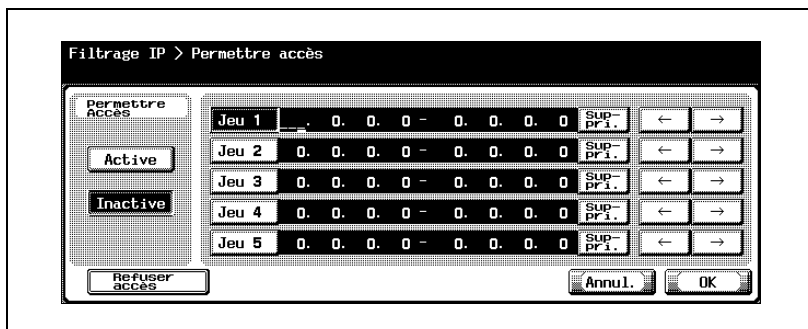 Filtrage IP > Permettre accès
Permettre
Accès
Active
Inactive
Jeu 1 ___. 0. 0. 0 - 0. 0. 0. 0 Sup-
pri. ← →
Jeu 2 0. 0. 0. 0 - 0. 0. 0. 0 Sup-
pri. ← →
Jeu 3 0. 0. 0. 0 - 0. 0. 0. 0 Sup-
pri. ← →
Jeu 4 0. 0. 0. 0 - 0. 0. 0. 0 Sup-
pri. ← →
Jeu 5 0. 0. 0. 0 - 0. 0. 0. 0 Sup-
pri. ← →
Refuser
accès
Annul. OK